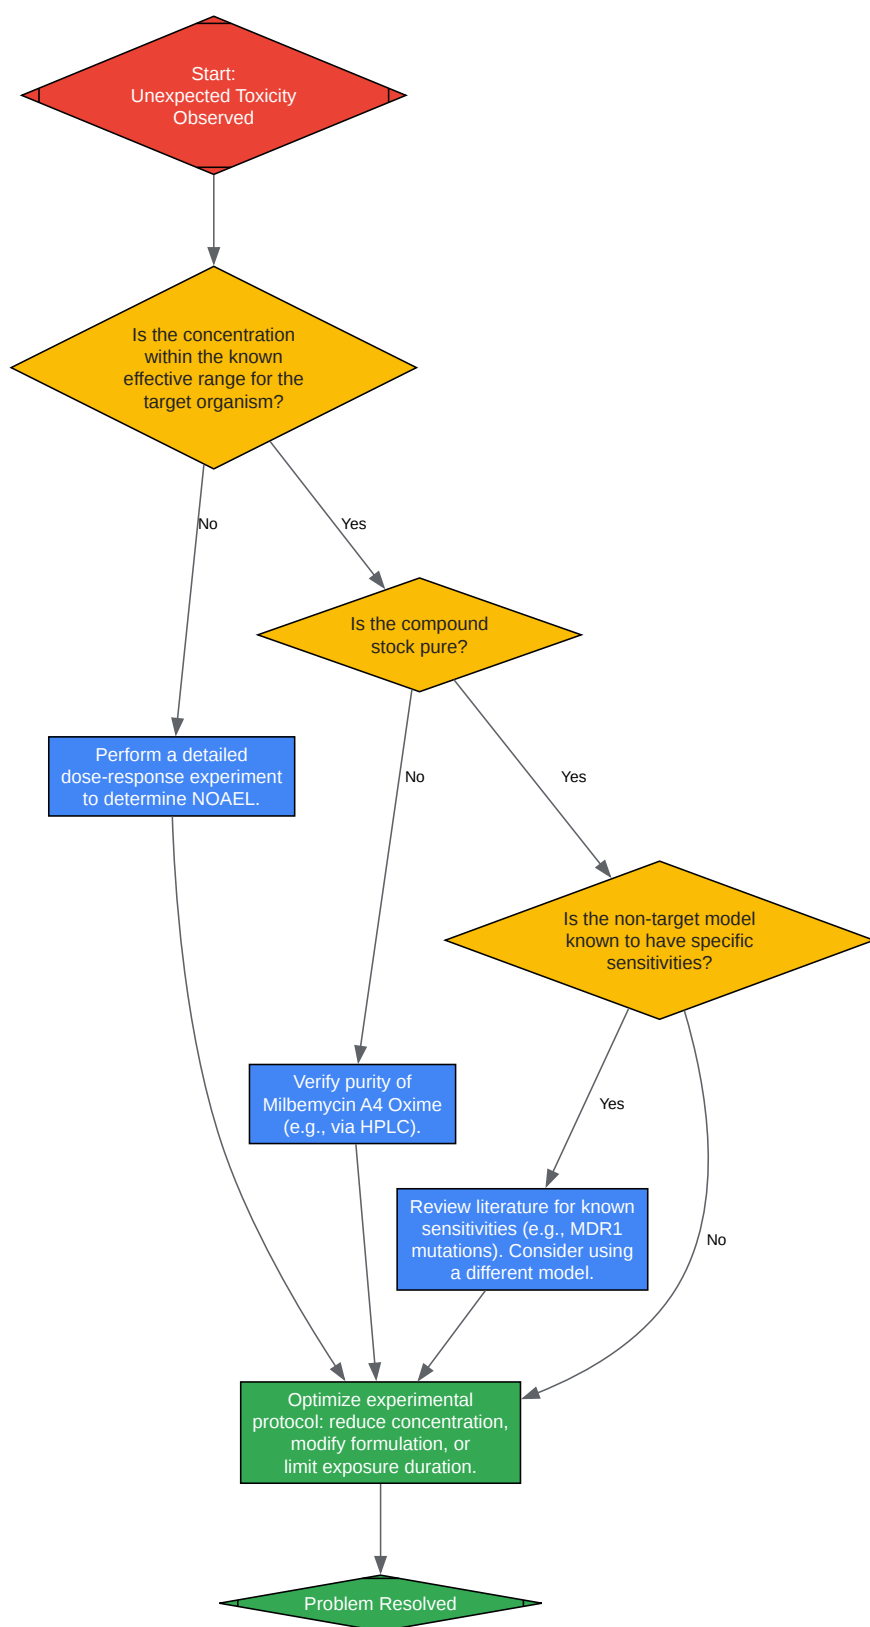 Start:
Unexpected Toxicity
Observed
Is the concentration
within the known
effective range for the
target organism?
No
Yes
Is the compound
stock pure?
Perform a detailed
dose-response experiment
to determine NOAEL.
No
Yes
Is the non-target model
known to have specific
sensitivities?
Verify purity of
Milbemycin A4 Oxime
(e.g., via HPLC).
Yes
Review literature for known
sensitivities (e.g., MDR1
mutations). Consider using
a different model.
No
Optimize experimental
protocol: reduce concentration,
modify formulation, or
limit exposure duration.
Problem Resolved